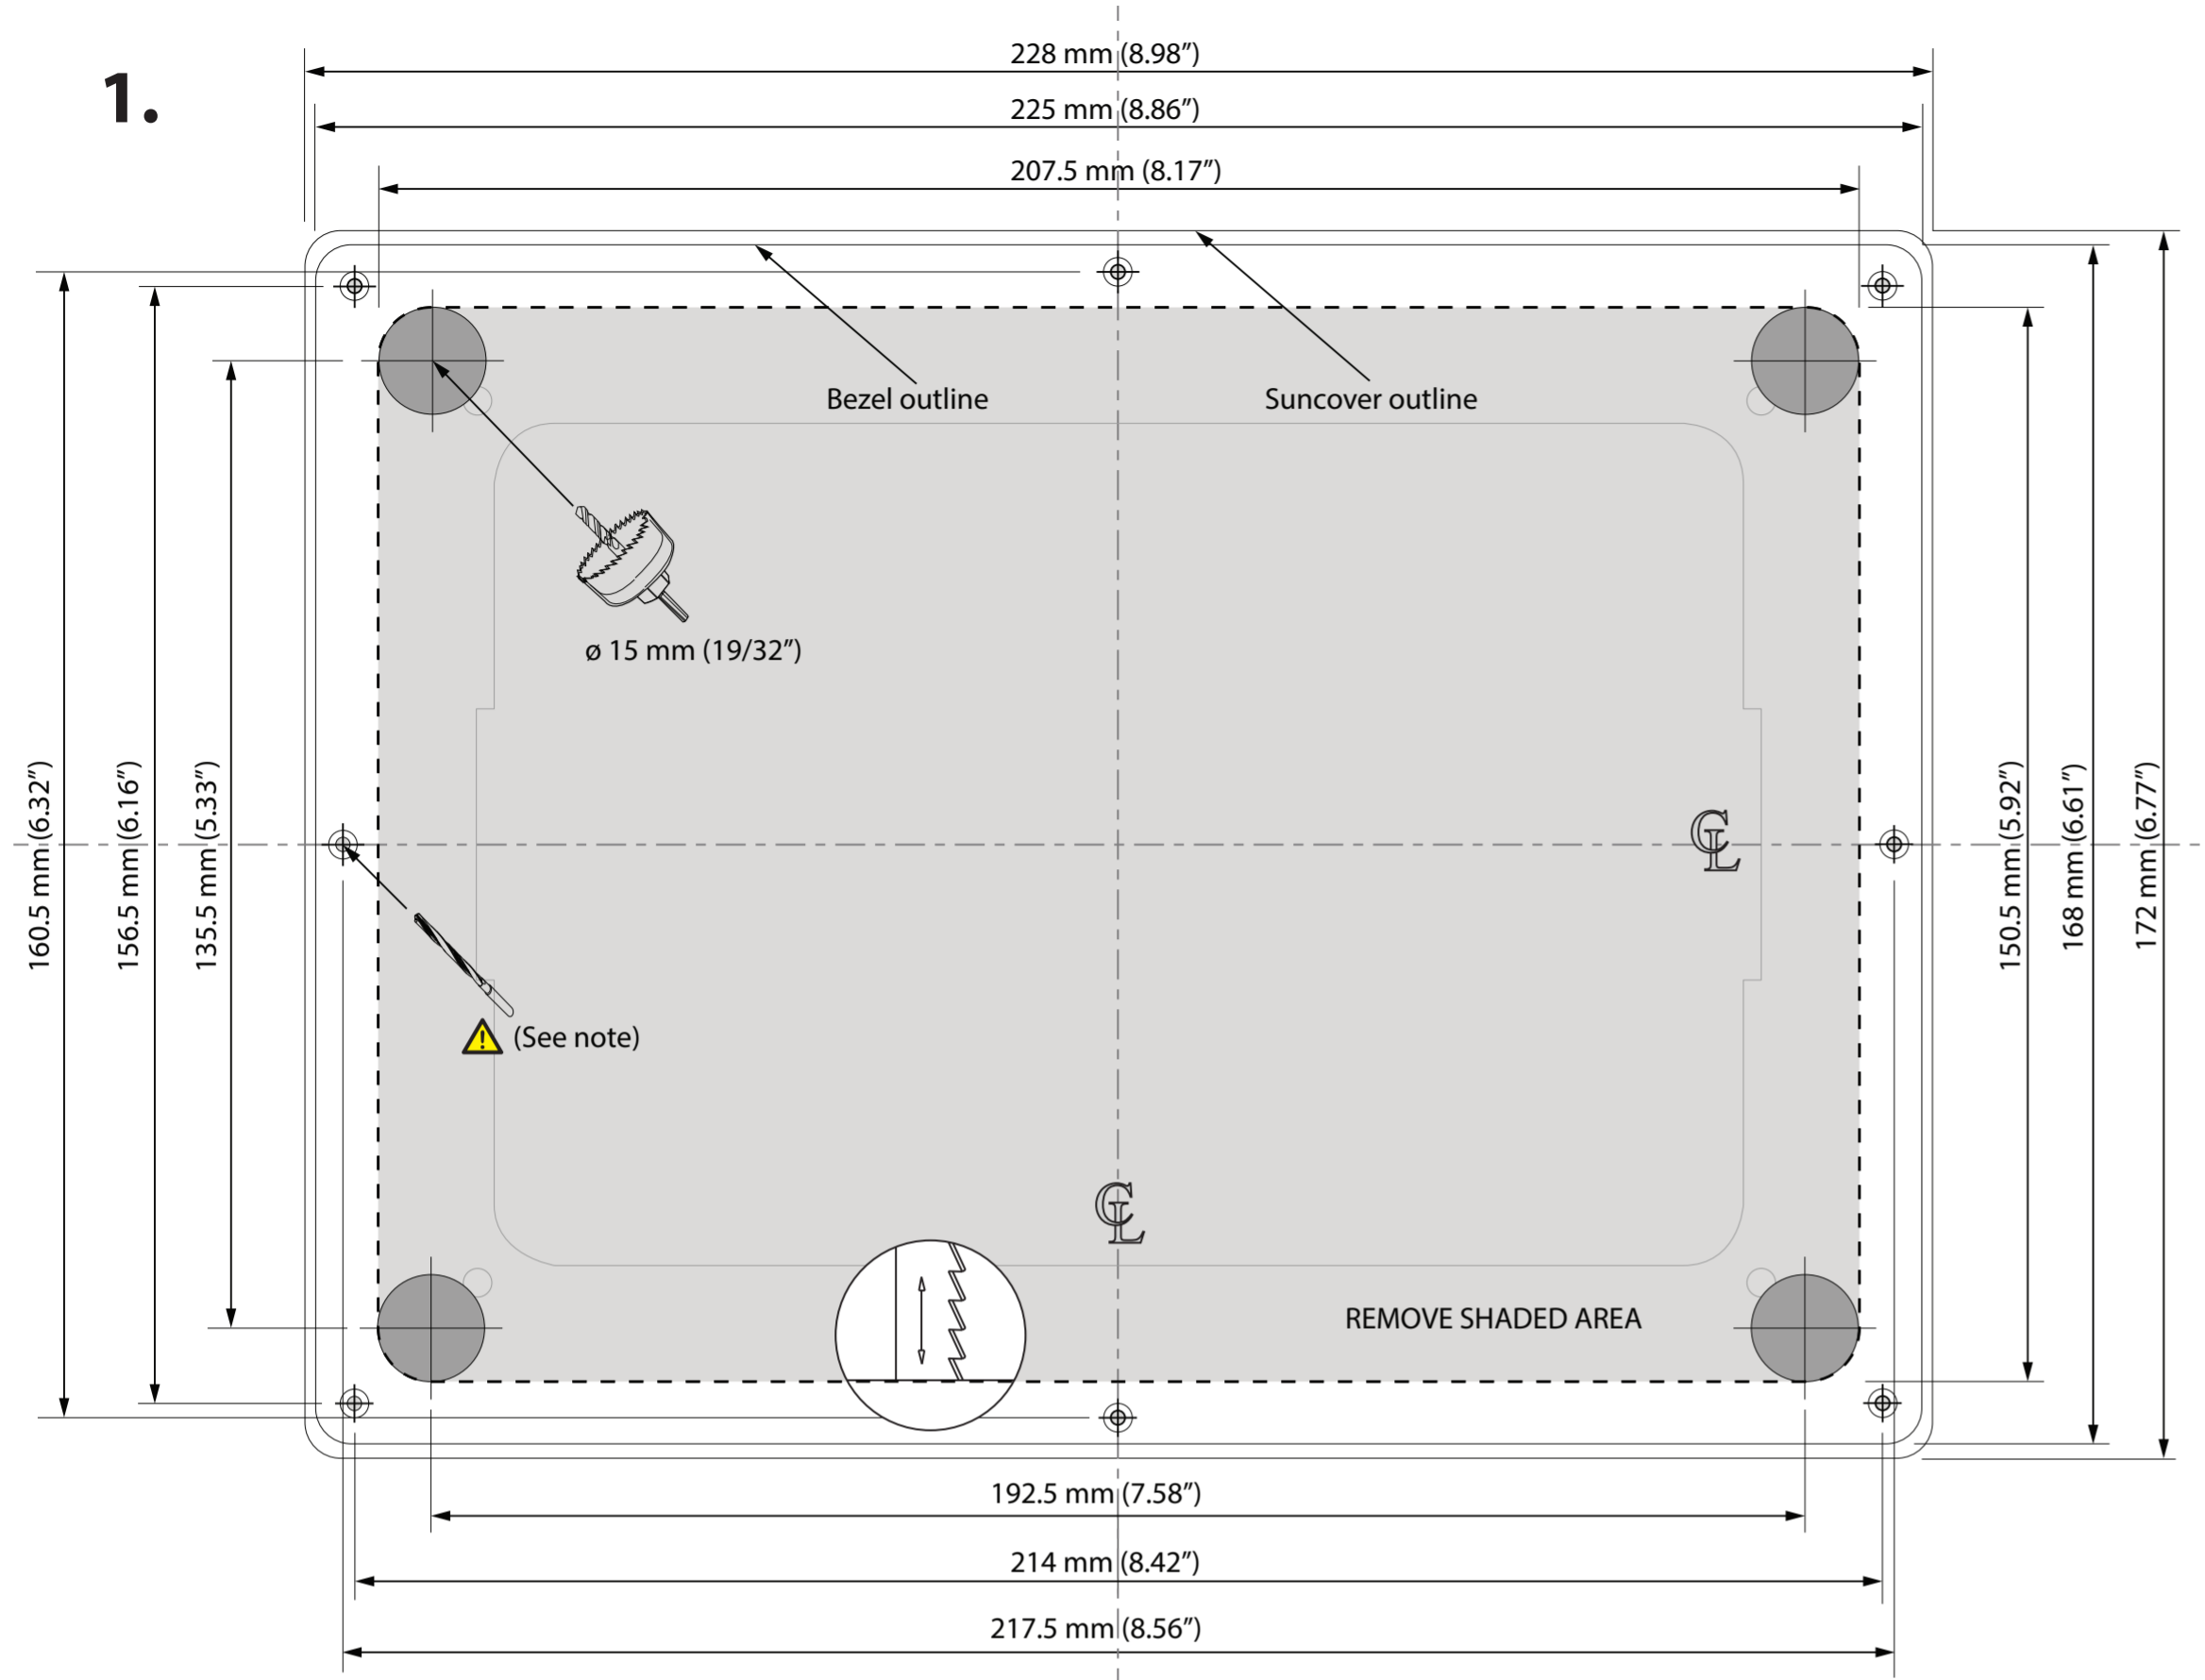 1.
228 mm (8.98″)
225 mm (8.86″)
207.5 mm (8.17″)
Bezel outline
Suncover outline
ø 15 mm (19/32″)
160.5 mm (6.32″)
156.5 mm (6.16″)
135.5 mm (5.33″)
150.5 mm (5.92″)
168 mm (6.61″)
172 mm (6.77″)
CL
(See note)
CL
REMOVE SHADED AREA
192.5 mm (7.58″)
214 mm (8.42″)
217.5 mm (8.56″)